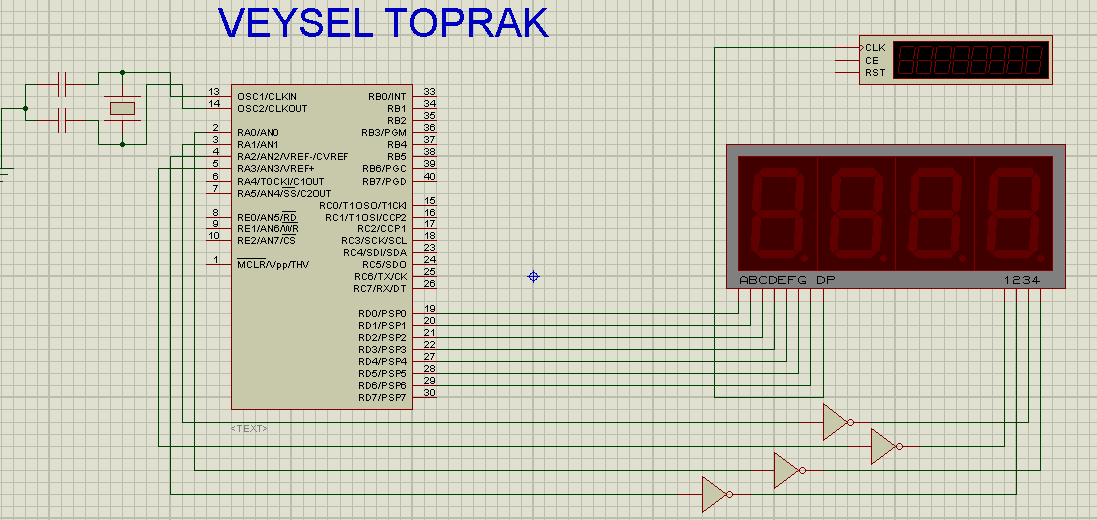 VEYSEL TOPRAK
CLK
CE
RST
13 OSC1/CLKIN RB0/INT 33
14 OSC2/CLKOUT RB1 34
RB2 35
2 RA0/AN0 RB3/PGM 36
3 RA1/AN1 RB4 37
4 RA2/AN2/VREF-/CVREF RB5 38
5 RA3/AN3/VREF+ RB6/PGC 39
6 RA4/T0CKI/C1OUT RB7/PGD 40
7 RA5/AN4/SS/C2OUT
RC0/T1OSO/T1CKI 15
8 RE0/AN5/RD RC1/T1OSI/CCP2 16
9 RE1/AN6/WR RC2/CCP1 17
10 RE2/AN7/CS RC3/SCK/SCL 18
RC4/SDI/SDA 23
1 MCLR/Vpp/THV RC5/SDO 24
RC6/TX/CK 25
RC7/RX/DT 26
ABCDEFG DP 1234
RD0/PSP0 19
RD1/PSP1 20
RD2/PSP2 21
RD3/PSP3 22
RD4/PSP4 27
RD5/PSP5 28
RD6/PSP6 29
RD7/PSP7 30
<TEXT>